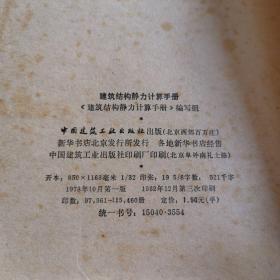 建筑结构静力计算手册
《建筑结构静力计算手册》编写组
中国建筑工业出版社出版(北京西郊百万庄)
新华书店北京发行所发行 各地新华书店经售
中国建筑工业出版社印刷厂印刷(北京阜外南礼士路)
开本:850×1168毫米 1/32 印张:19 5/8字数:521千字
1978年10月第一版 1982年12月第三次印刷
印数:97,361—115,460册 定价:1.60元
统一书号:15040·3554